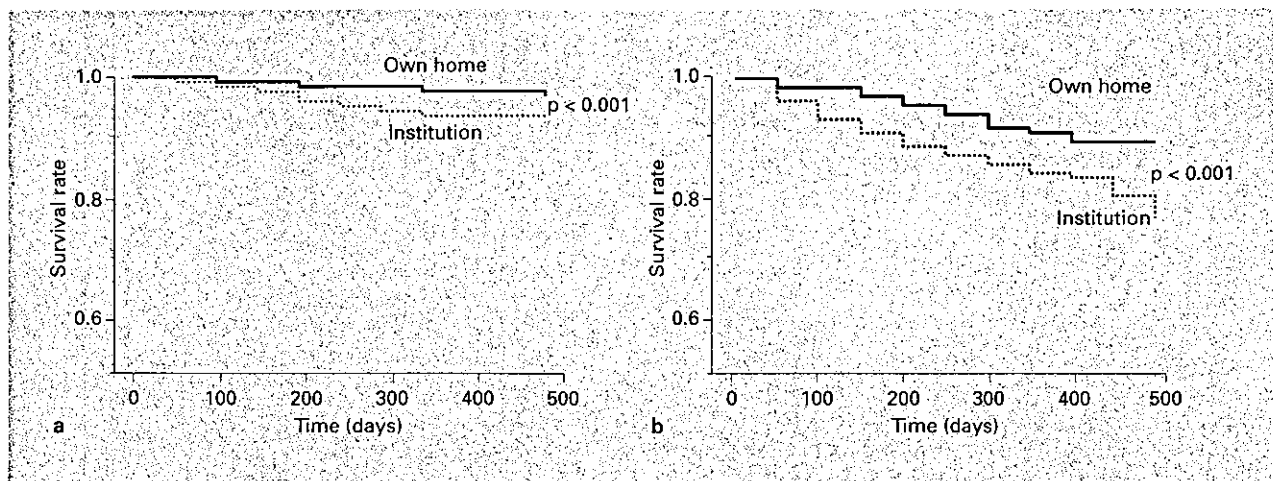 Own home
1.0
p < 0.001
Institution
0.8
0.6
Survival rate
0 100 200 300 400 500
Time (days)
a
1.0
Own home
p < 0.001
0.8
Institution
0.6
Survival rate
0 100 200 300 400 500
Time (days)
b